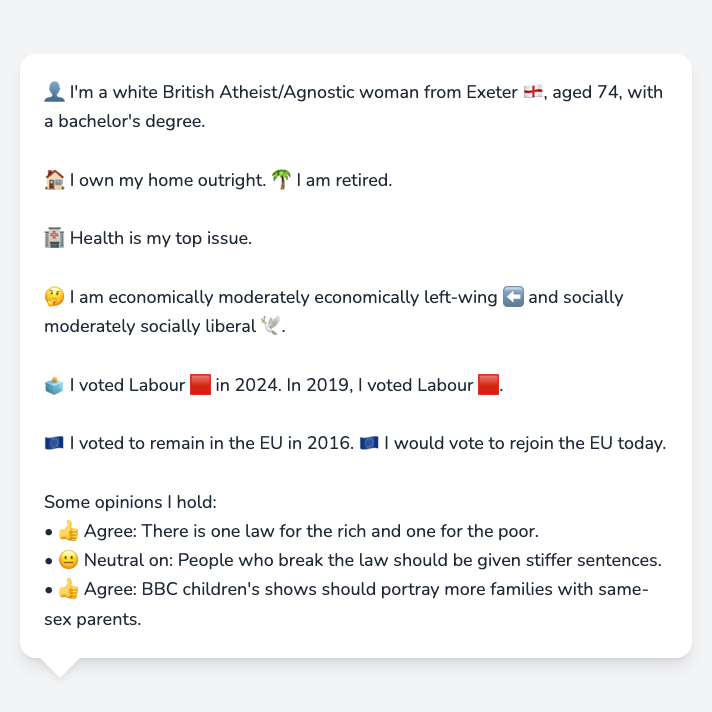 👤 I'm a white British Atheist/Agnostic woman from Exeter 🏴󠁧󠁢󠁥󠁮󠁧󠁿, aged 74, with
a bachelor's degree.
🏠 I own my home outright. 🌴 I am retired.
🏥 Health is my top issue.
🤔 I am economically moderately economically left-wing ⬅️ and socially
moderately socially liberal 🕊️.
🗳️ I voted Labour 🟥 in 2024. In 2019, I voted Labour 🟥.
🇪🇺 I voted to remain in the EU in 2016. 🇪🇺 I would vote to rejoin the EU today.
Some opinions I hold:
• 👍 Agree: There is one law for the rich and one for the poor.
• 😐 Neutral on: People who break the law should be given stiffer sentences.
• 👍 Agree: BBC children's shows should portray more families with same-
sex parents.